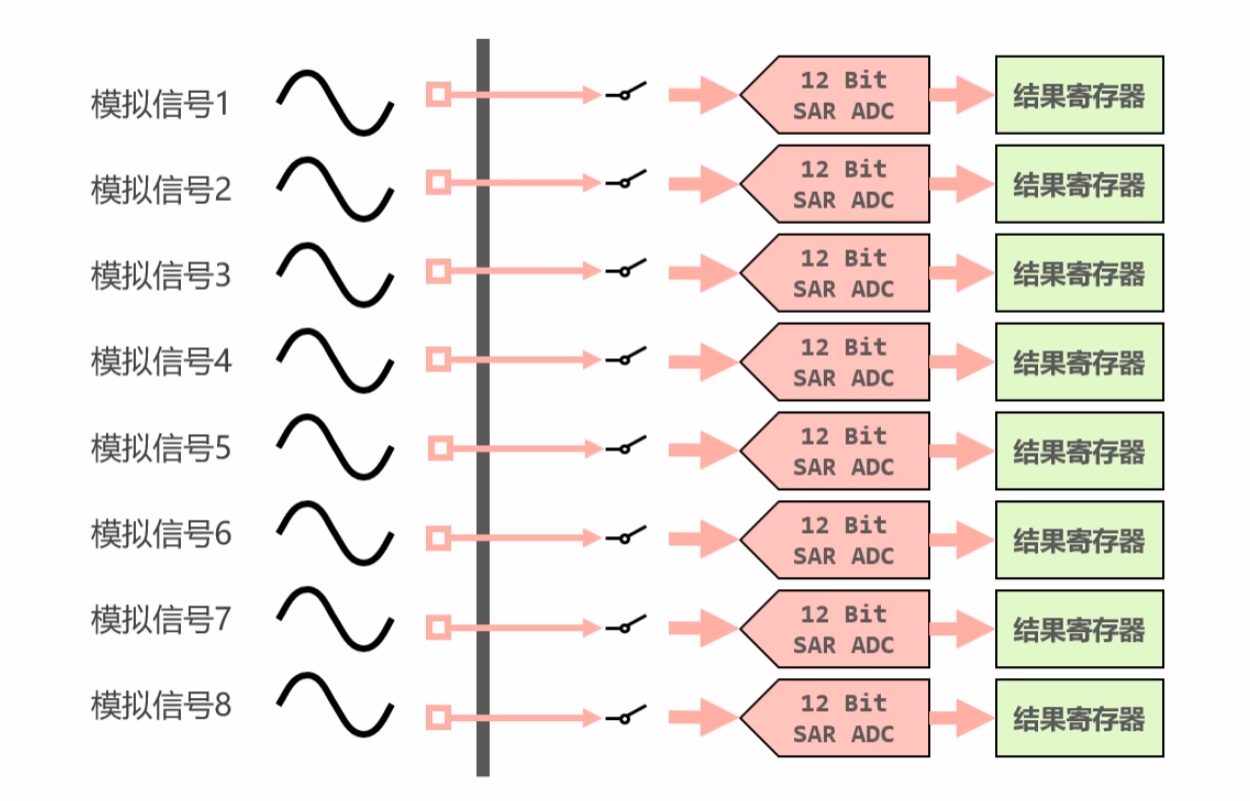 模拟信号1
12 Bit
SAR ADC
结果寄存器
模拟信号2
12 Bit
SAR ADC
结果寄存器
模拟信号3
12 Bit
SAR ADC
结果寄存器
模拟信号4
12 Bit
SAR ADC
结果寄存器
模拟信号5
12 Bit
SAR ADC
结果寄存器
模拟信号6
12 Bit
SAR ADC
结果寄存器
模拟信号7
12 Bit
SAR ADC
结果寄存器
模拟信号8
12 Bit
SAR ADC
结果寄存器